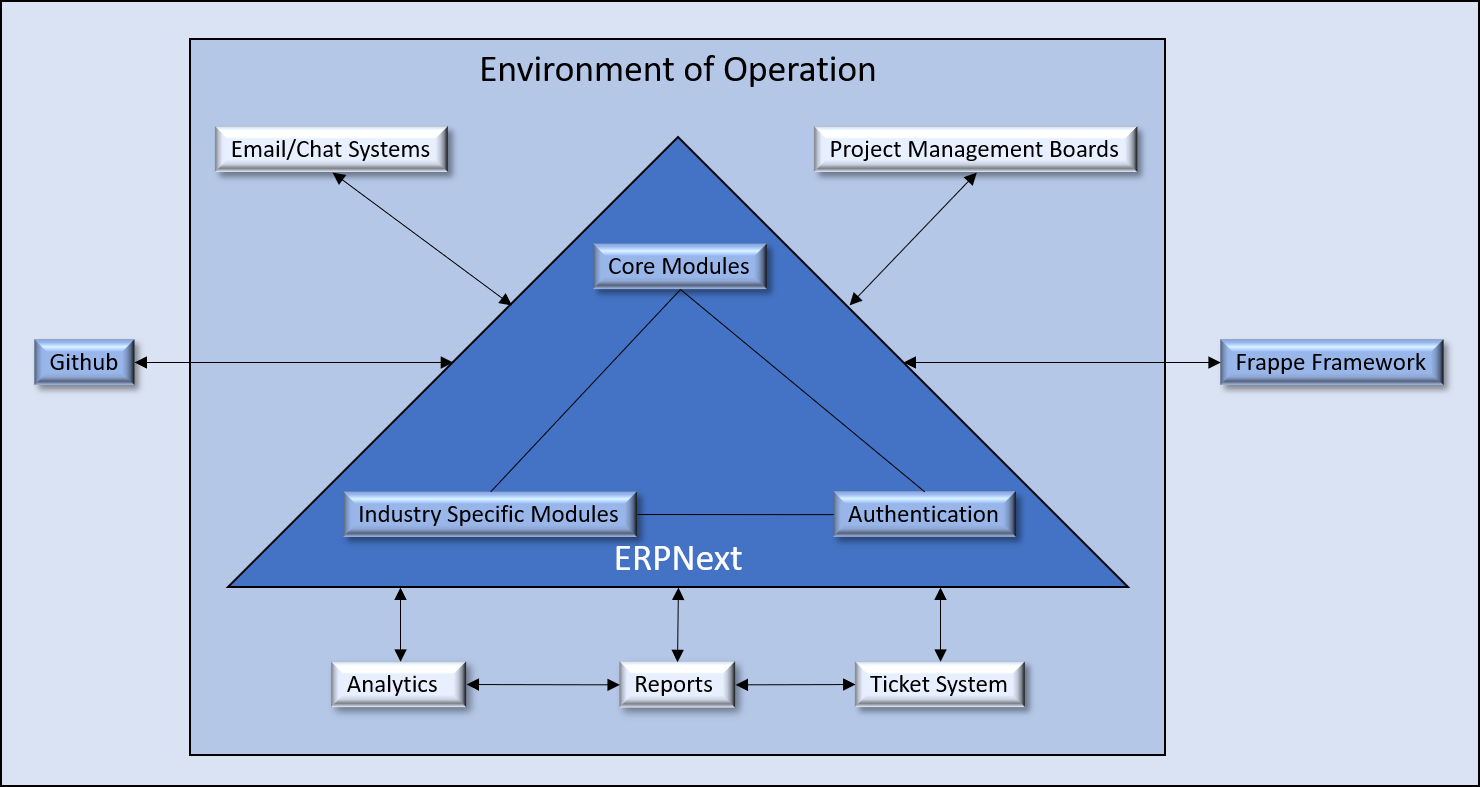 Environment of Operation
Email/Chat Systems
Project Management Boards
Core Modules
Github
Frappe Framework
Industry Specific Modules
Authentication
ERPNext
Analytics
Reports
Ticket System